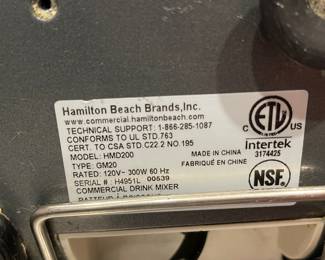 Hamilton Beach Brands,Inc.
www.commercial.hamiltonbeach.com
TECHNICAL SUPPORT: 1-866-285-1087
CONFORMS TO UL STD.763
CERT. TO CSA STD.C22.2 NO.195
MODEL: HMD200
TYPE: GM20
MADE IN CHINA
FABRIQUÉ EN CHINE
RATED: 120V~ 300W 60 Hz
SERIAL #: H4951L 00539
COMMERCIAL DRINK MIXER
ETL
C US
Intertek
3174425
NSF.